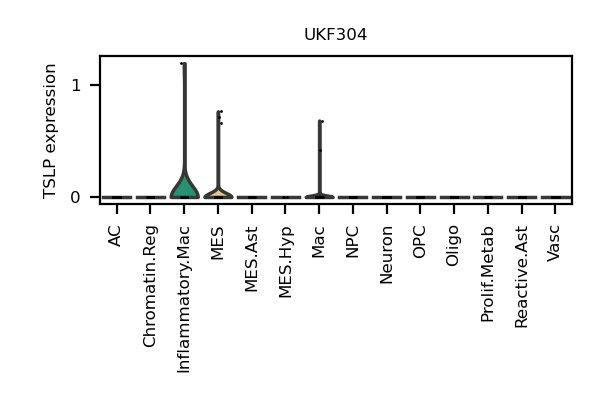 UKF304
TSLP expression
1
0
AC
Chromatin.Reg
Inflammatory.Mac
MES
MES.Ast
MES.Hyp
Mac
NPC
Neuron
OPC
Oligo
Prolif.Metab
Reactive.Ast
Vasc